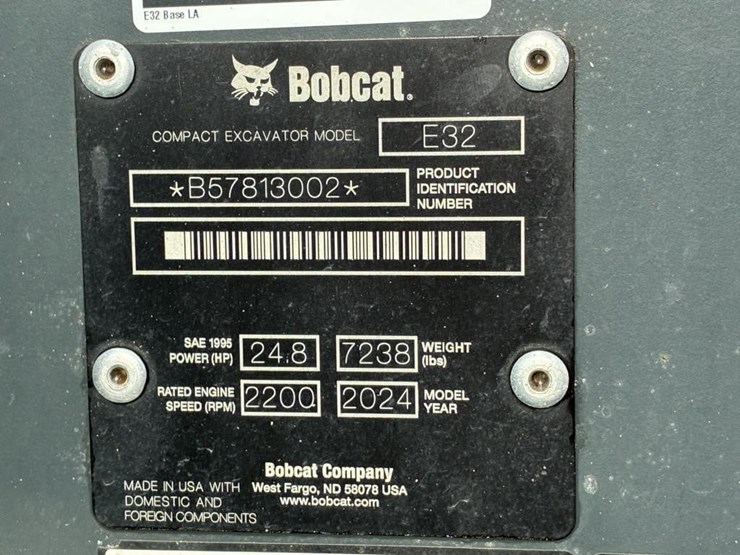 E32 Base LA
Bobcat®
COMPACT EXCAVATOR MODEL E32
*B57813002* PRODUCT IDENTIFICATION NUMBER
SAE 1995 POWER (HP) 24.8 7238 WEIGHT (lbs)
RATED ENGINE SPEED (RPM) 2200 2024 MODEL YEAR
Bobcat Company
West Fargo, ND 58078 USA
www.bobcat.com
MADE IN USA WITH
DOMESTIC AND
FOREIGN COMPONENTS